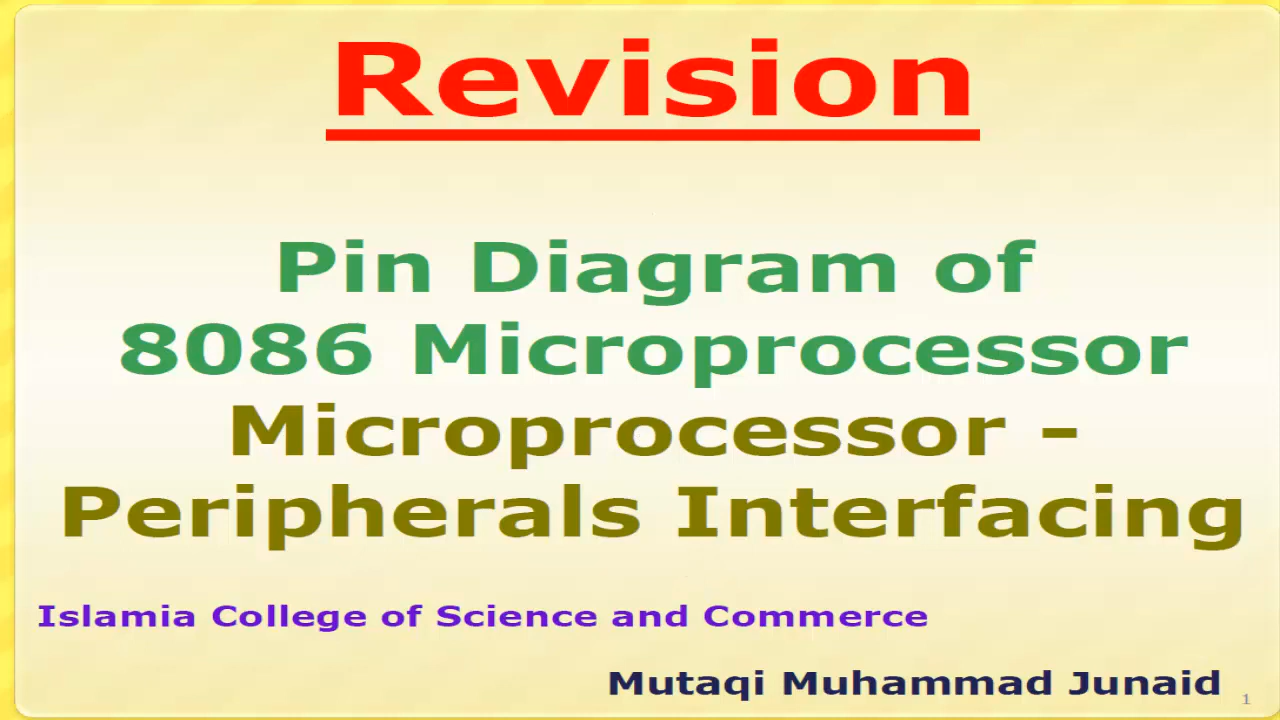 Revision
Pin Diagram of
8086 Microprocessor
Microprocessor –
Peripherals Interfacing
Islamia College of Science and Commerce
Mutaqi Muhammad Junaid
1